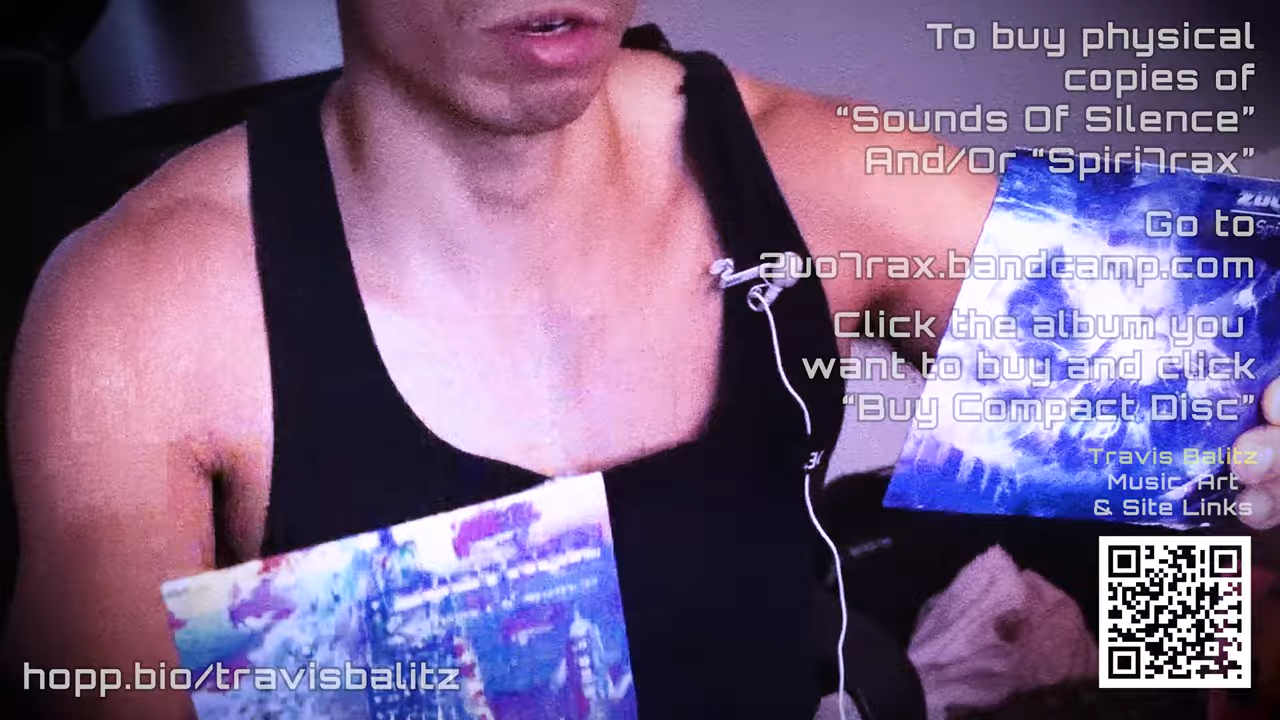 To buy physical
copies of
“Sounds Of Silence”
And/Or “Spiri7rax”
Go to
2uo7rax.bandcamp.com
Click the album you
want to buy and click
“Buy Compact Disc”
Travis Balitz
Music, Art
& Site Links
hopp.bio/travisbalitz